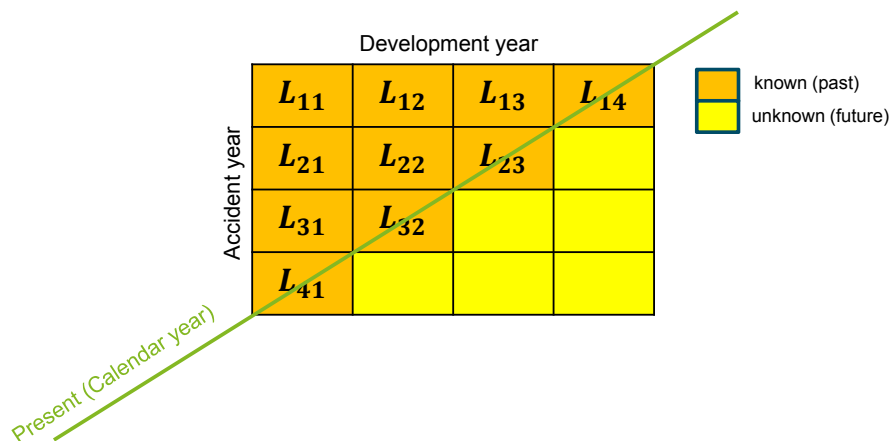 Development year
known (past)
unknown (future)
Accident year
L11 L12 L13 L14
L21 L22 L23
L31 L32
L41
Present (Calendar year)